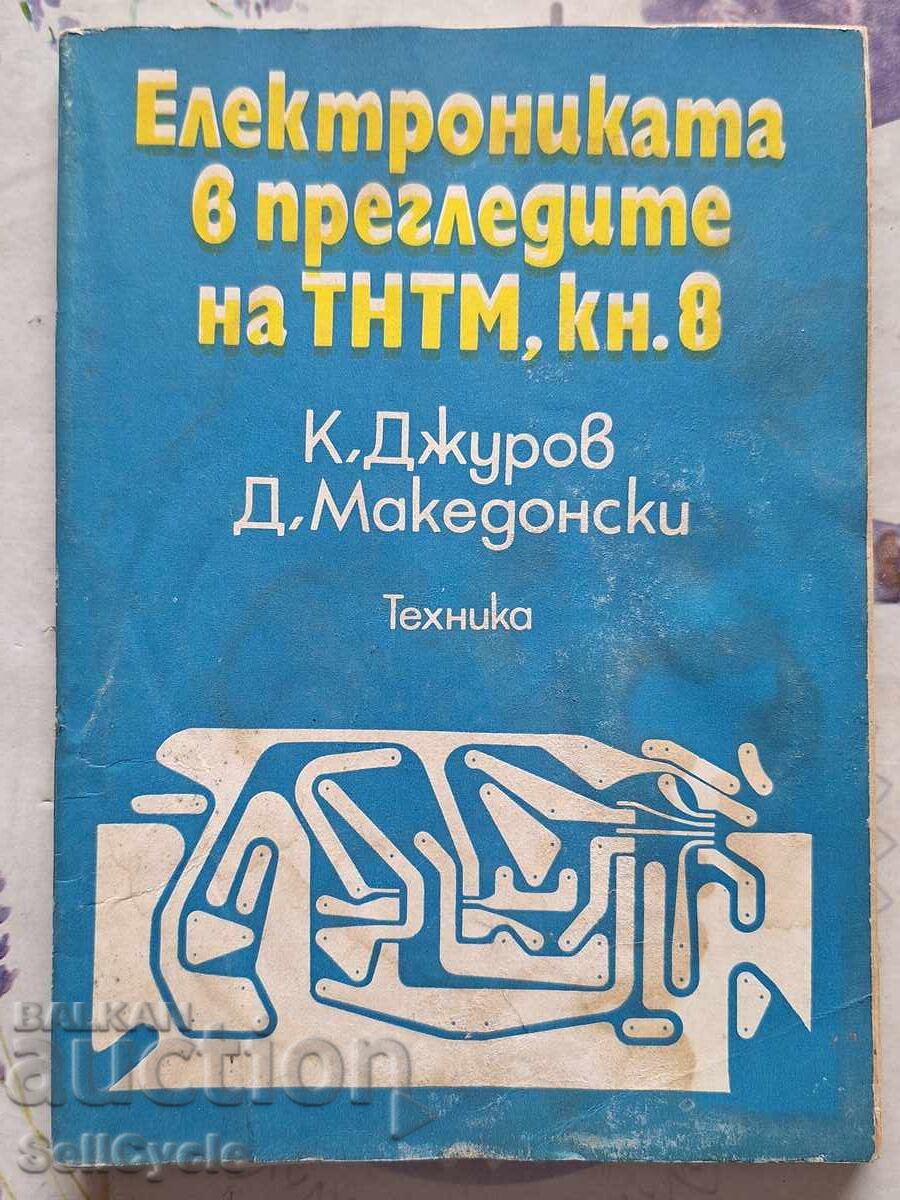 Електрониката
в прегледите
на ТНТМ, кн. 8
К. Джуров
Д. Македонски
Техника
BALKAN
auction
SellCycle